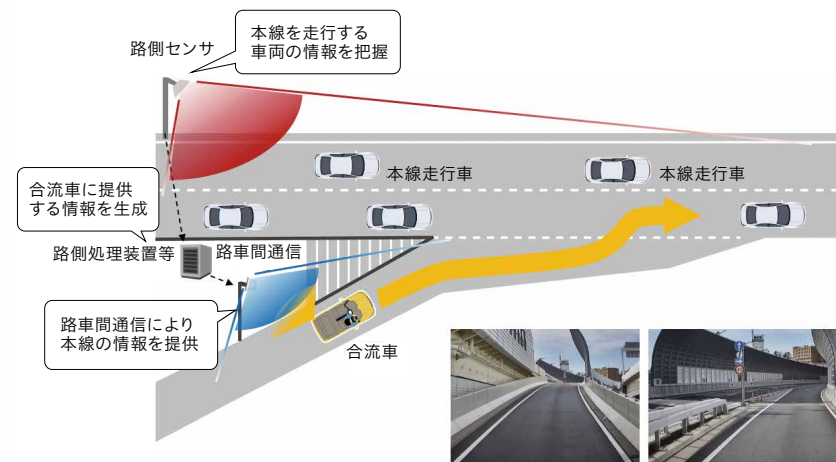 路側センサ
本線を走行する
車両の情報を把握
本線走行車
本線走行車
合流車に提供
する情報を生成
路側処理装置等
路車間通信
路車間通信により
本線の情報を提供
合流車